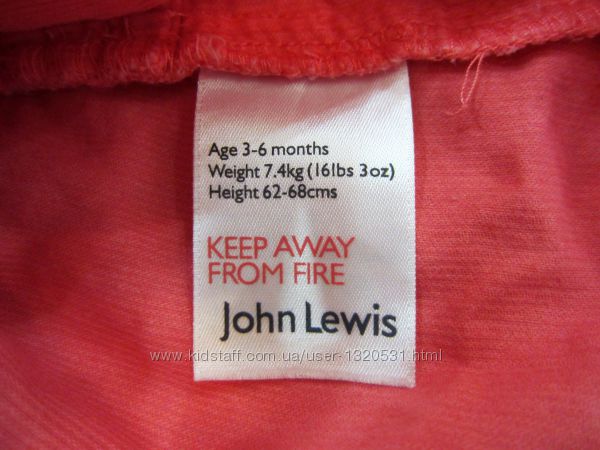 Age 3-6 months
Weight 7.4kg (16lbs 3oz)
Height 62-68cms
KEEP AWAY
FROM FIRE
John Lewis
www.kidstaff.com.ua/user-1320531.html